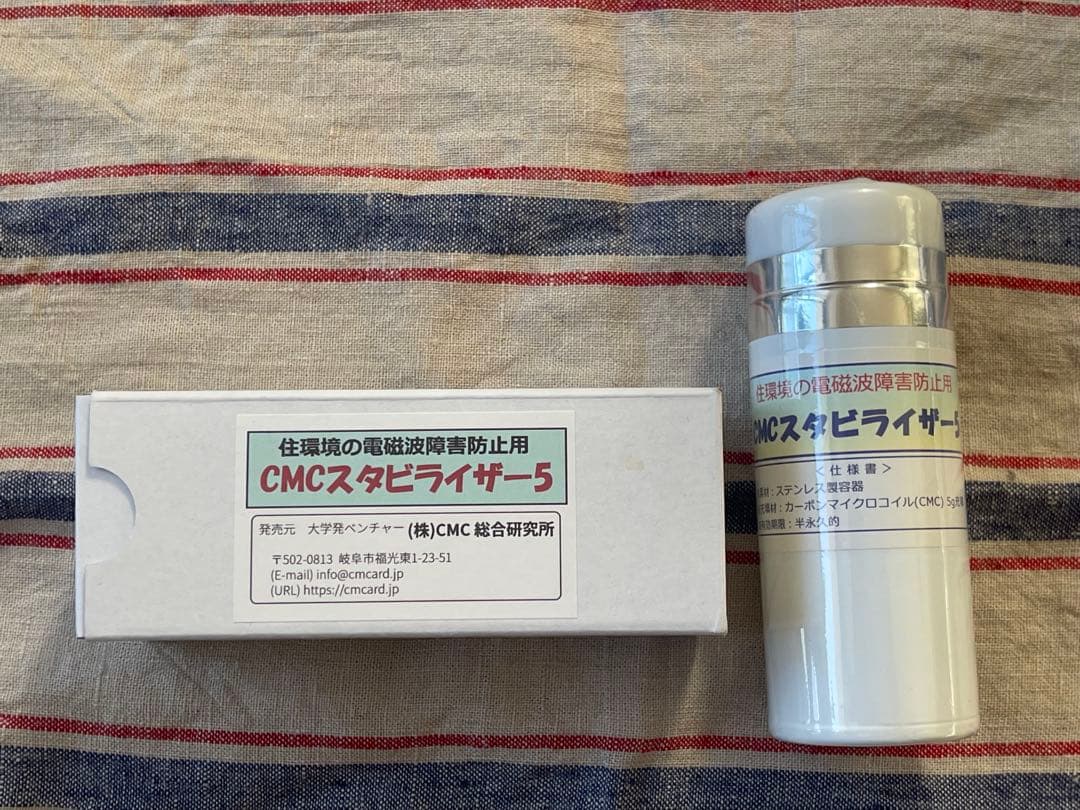 住環境の電磁波障害防止用
CMCスタビライザー5
発売元 大学発ベンチャー (株)CMC 総合研究所
〒502-0813 岐阜市福光東1-23-51
(E-mail) info@cmcard.jp
(URL) https://cmcard.jp
住環境の電磁波障害防止用
CMCスタビライザー5
＜仕様書＞
材：ステンレス製容器
材：カーボンマイクロコイル(CMC) 5g
効期限：半永久的